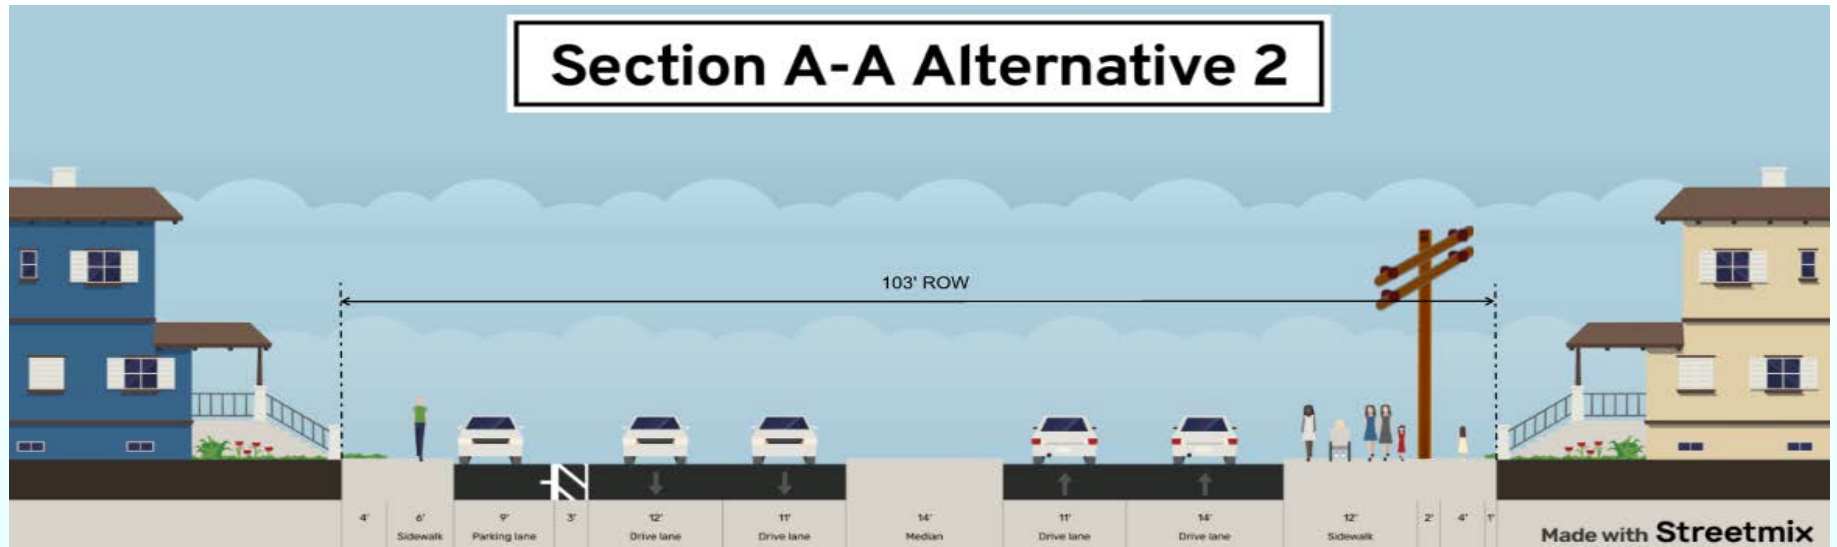 Section A-A Alternative 2
103' ROW
4' 6' 9' 3' 12' 11' 14' 11' 14' 12' 2' 4' 1'
Sidewalk Parking lane Drive lane Drive lane Median Drive lane Drive lane Sidewalk
Made with Streetmix